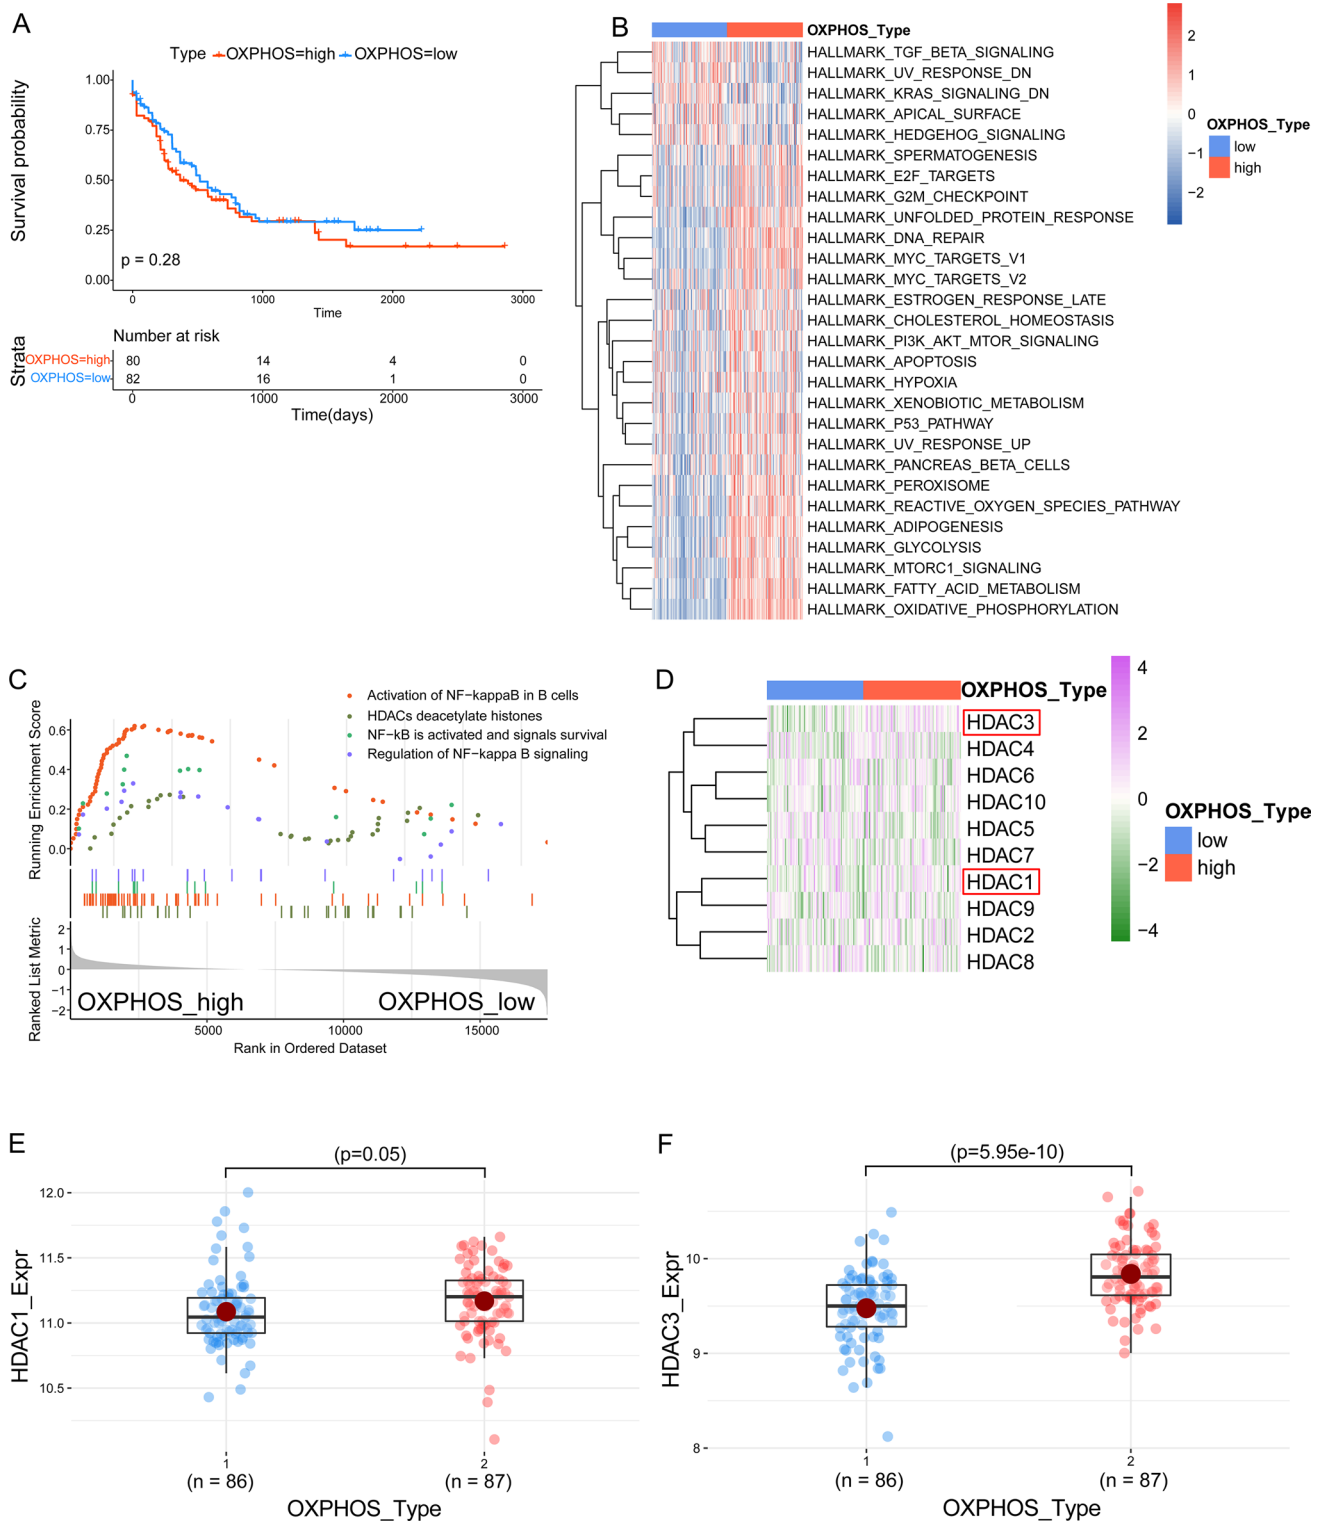 A
Type OXPHOS=high OXPHOS=low
Survival probability
1.00
0.75
0.50
0.25
0.00
p = 0.28
0 1000 2000 3000
Time
Number at risk
Strata
OXPHOS=high 80 14 4 0
OXPHOS=low 82 16 1 0
0 1000 2000 3000
Time(days)
B
OXPHOS_Type
HALLMARK_TGF_BETA_SIGNALING
HALLMARK_UV_RESPONSE_DN
HALLMARK_KRAS_SIGNALING_DN
HALLMARK_APICAL_SURFACE
HALLMARK_HEDGEHOG_SIGNALING
HALLMARK_SPERMATOGENESIS
HALLMARK_E2F_TARGETS
HALLMARK_G2M_CHECKPOINT
HALLMARK_UNFOLDED_PROTEIN_RESPONSE
HALLMARK_DNA_REPAIR
HALLMARK_MYC_TARGETS_V1
HALLMARK_MYC_TARGETS_V2
HALLMARK_ESTROGEN_RESPONSE_LATE
HALLMARK_CHOLESTEROL_HOMEOSTASIS
HALLMARK_PI3K_AKT_MTOR_SIGNALING
HALLMARK_APOPTOSIS
HALLMARK_HYPOXIA
HALLMARK_XENOBIOTIC_METABOLISM
HALLMARK_P53_PATHWAY
HALLMARK_UV_RESPONSE_UP
HALLMARK_PANCREAS_BETA_CELLS
HALLMARK_PEROXISOME
HALLMARK_REACTIVE_OXYGEN_SPECIES_PATHWAY
HALLMARK_ADIPOGENESIS
HALLMARK_GLYCOLYSIS
HALLMARK_MTORC1_SIGNALING
HALLMARK_FATTY_ACID_METABOLISM
HALLMARK_OXIDATIVE_PHOSPHORYLATION
2
1
0
−1
−2
OXPHOS_Type
low
high
C
Activation of NF−kappaB in B cells
HDACs deacetylate histones
NF−kB is activated and signals survival
Regulation of NF−kappa B signaling
Running Enrichment Score
0.6
0.4
0.2
0.0
Ranked List Metric
2
1
0
−1
−2
OXPHOS_high OXPHOS_low
5000 10000 15000
Rank in Ordered Dataset
D
OXPHOS_Type
HDAC3
HDAC4
HDAC6
HDAC10
HDAC5
HDAC7
HDAC1
HDAC9
HDAC2
HDAC8
4
2
0
−2
−4
OXPHOS_Type
low
high
E
(p=0.05)
HDAC1_Expr
12.0
11.5
11.0
10.5
1 2
(n = 86) (n = 87)
OXPHOS_Type
F
(p=5.95e-10)
HDAC3_Expr
10
9
8
1 2
(n = 86) (n = 87)
OXPHOS_Type